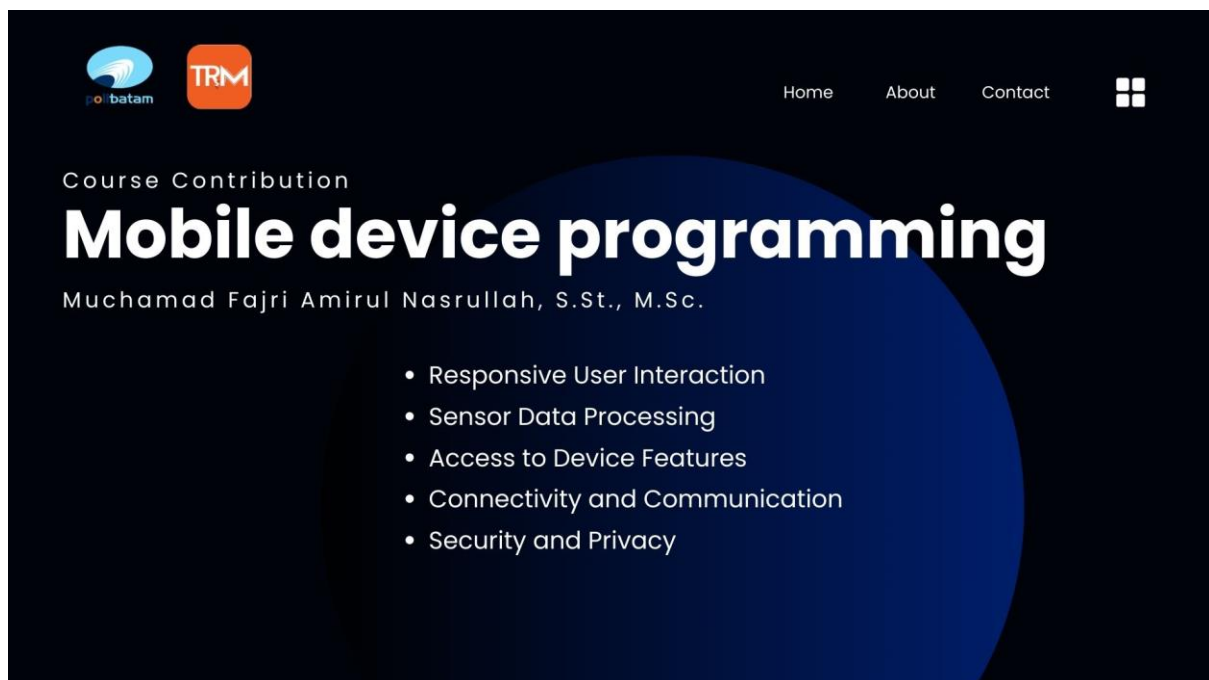 polibatam
TRM
Home About Contact
Course Contribution
Mobile device programming
Muchamad Fajri Amirul Nasrullah, S.St., M.Sc.
• Responsive User Interaction
• Sensor Data Processing
• Access to Device Features
• Connectivity and Communication
• Security and Privacy